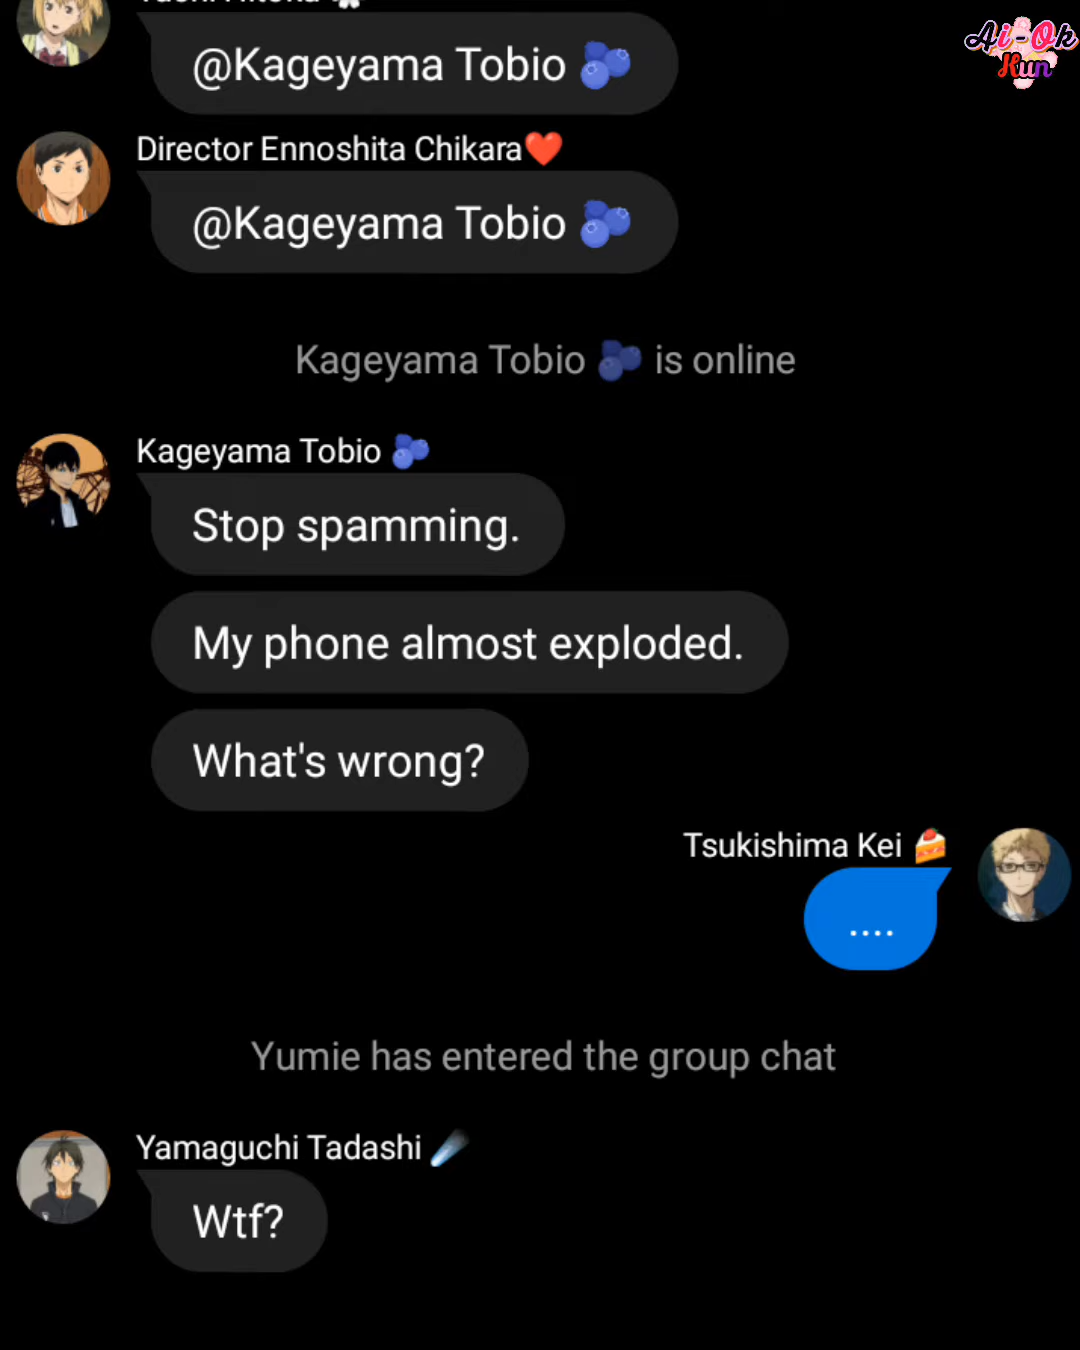 @Kageyama Tobio 🫐
Ai-Ok
Kun
Director Ennoshita Chikara❤️
@Kageyama Tobio 🫐
Kageyama Tobio 🫐 is online
Kageyama Tobio 🫐
Stop spamming.
My phone almost exploded.
What's wrong?
Tsukishima Kei 🍰
....
Yumie has entered the group chat
Yamaguchi Tadashi ☄️
Wtf?